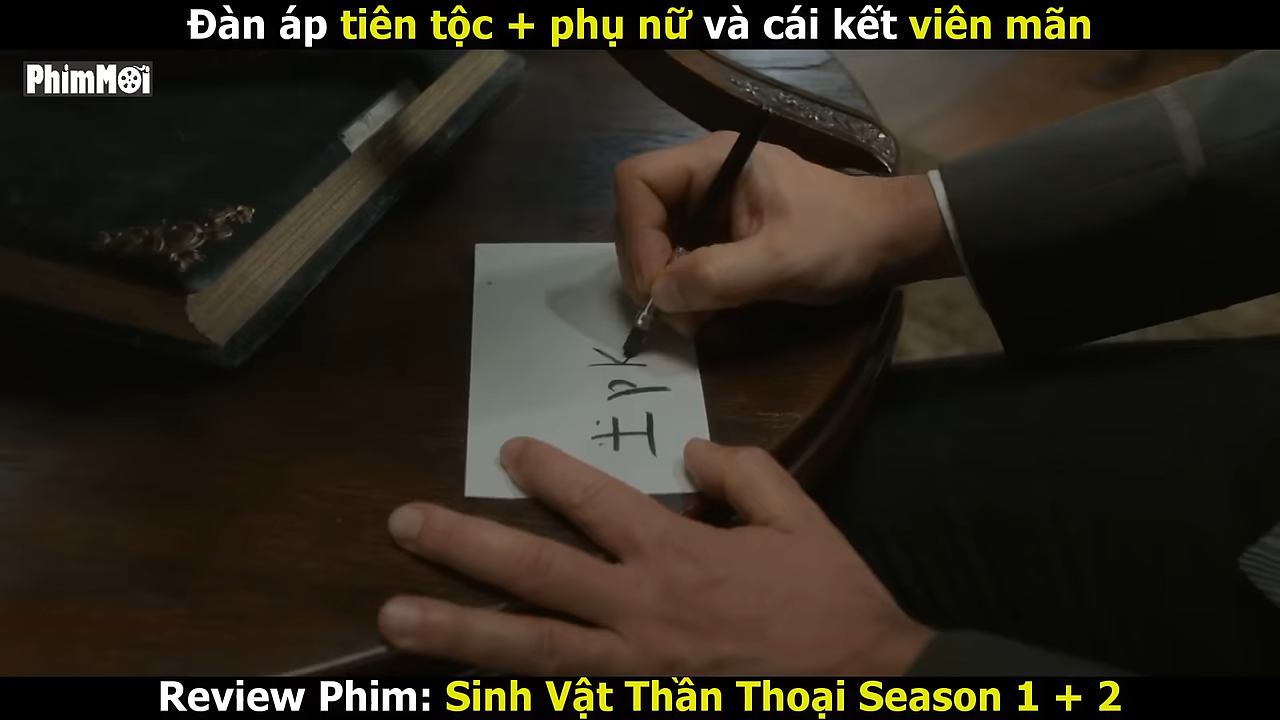 Đàn áp tiên tộc + phụ nữ và cái kết viên mãn
PhimMơi
Review Phim: Sinh Vật Thần Thoại Season 1 + 2